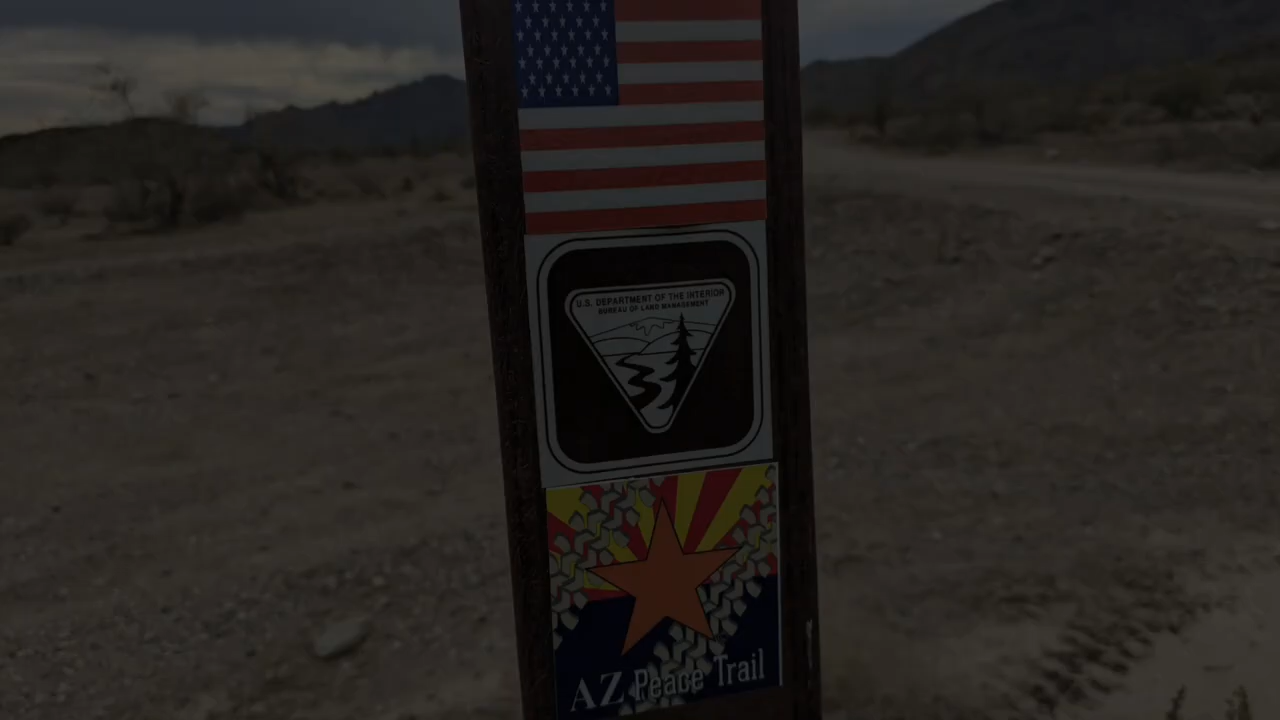 U.S. DEPARTMENT OF THE INTERIOR
BUREAU OF LAND MANAGEMENT
AZ Peace Trail